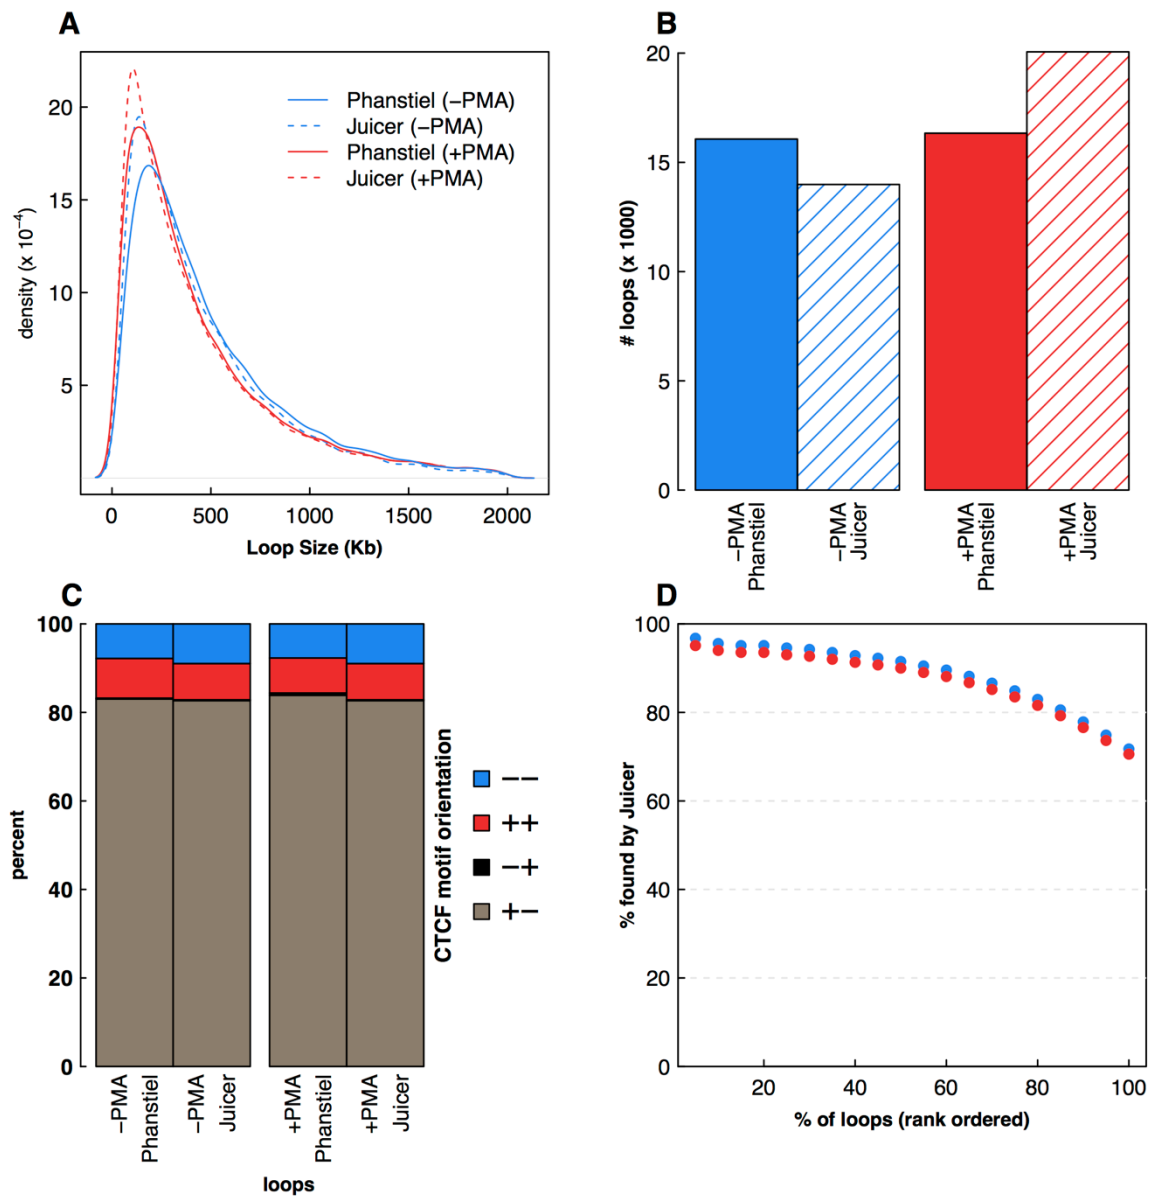 A
density (x 10⁻⁴)
20
15
10
5
Phanstiel (−PMA)
Juicer (−PMA)
Phanstiel (+PMA)
Juicer (+PMA)
0 500 1000 1500 2000
Loop Size (Kb)
B
# loops (x 1000)
20
15
10
5
0
−PMA
Phanstiel
−PMA
Juicer
+PMA
Phanstiel
+PMA
Juicer
C
percent
100
80
60
40
20
0
−PMA
Phanstiel
−PMA
Juicer
+PMA
Phanstiel
+PMA
Juicer
loops
CTCF motif orientation
−−
++
−+
+−
D
% found by Juicer
100
80
60
40
20
0
20 40 60 80 100
% of loops (rank ordered)